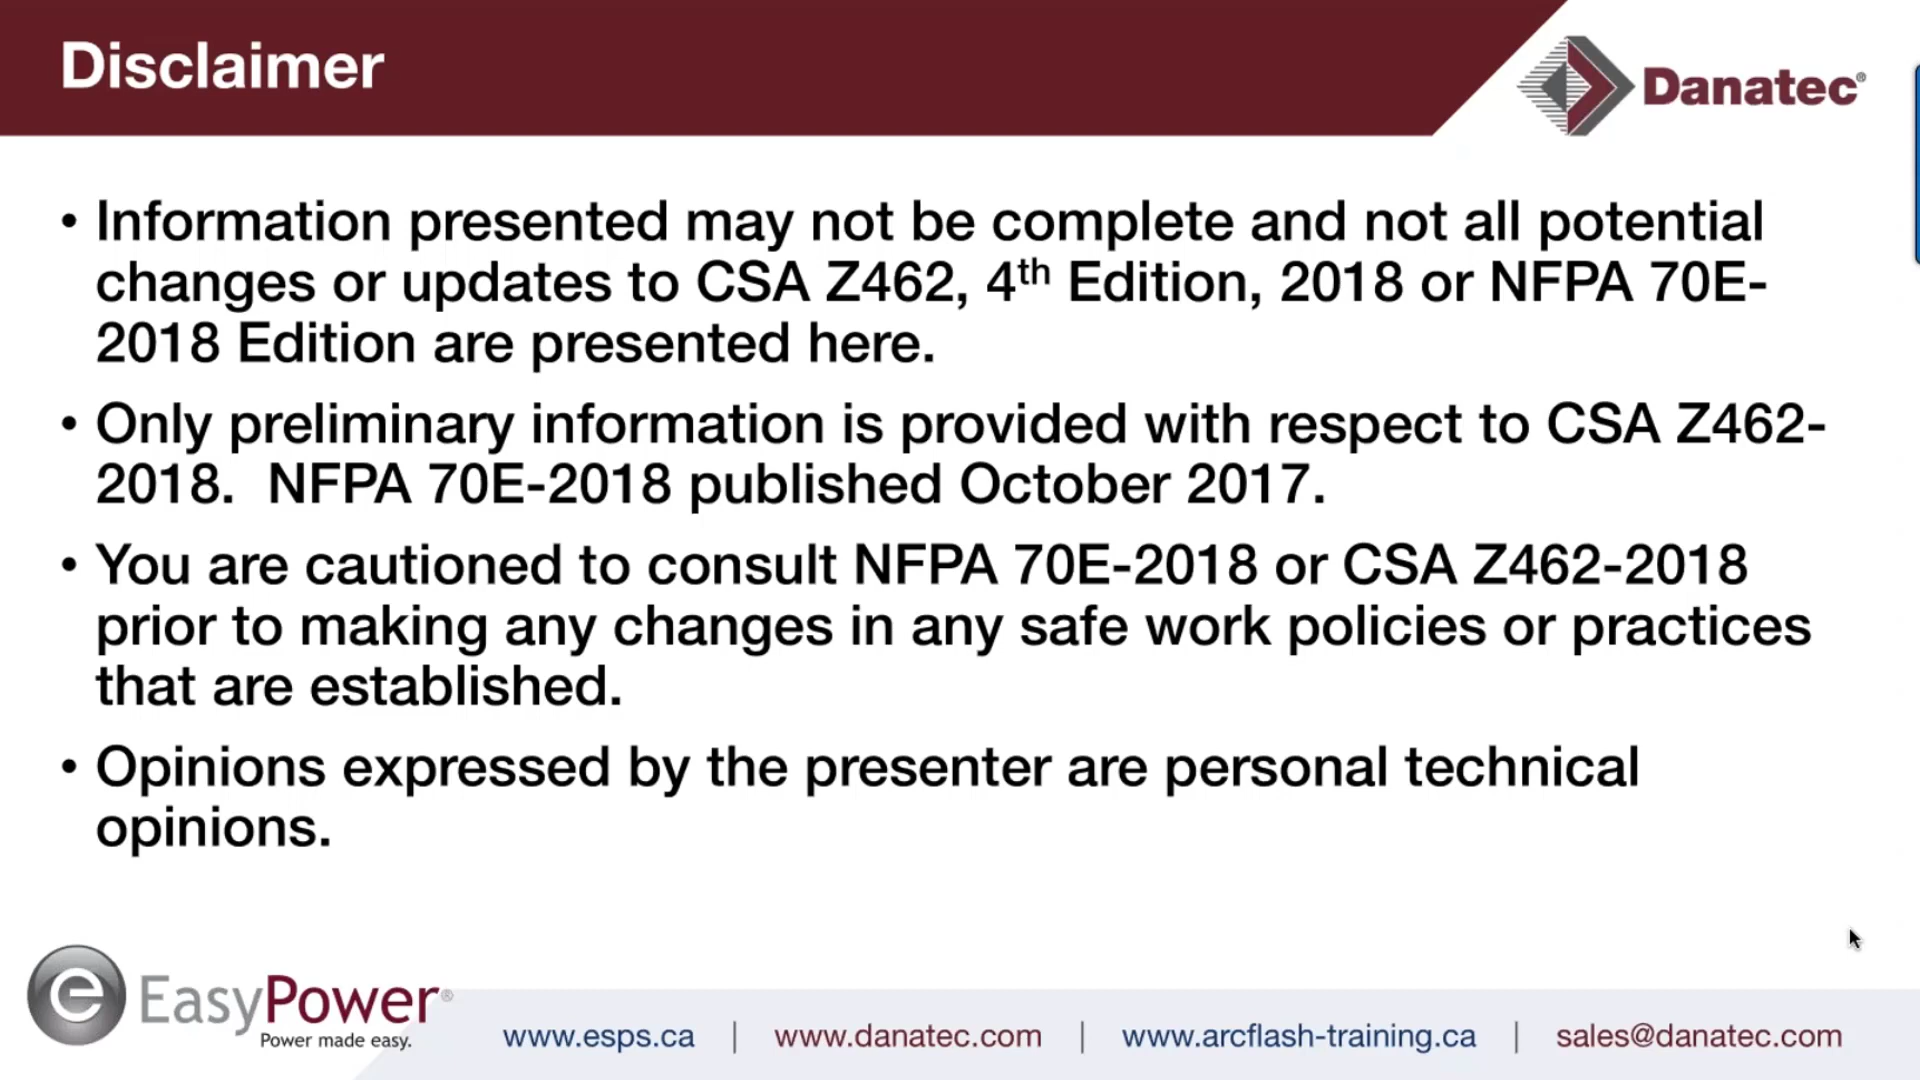 Disclaimer
Danatec®
• Information presented may not be complete and not all potential
changes or updates to CSA Z462, 4th Edition, 2018 or NFPA 70E-
2018 Edition are presented here.
• Only preliminary information is provided with respect to CSA Z462-
2018.  NFPA 70E-2018 published October 2017.
• You are cautioned to consult NFPA 70E-2018 or CSA Z462-2018
prior to making any changes in any safe work policies or practices
that are established.
• Opinions expressed by the presenter are personal technical
opinions.
e EasyPower®
Power made easy.
www.esps.ca | www.danatec.com | www.arcflash-training.ca | sales@danatec.com